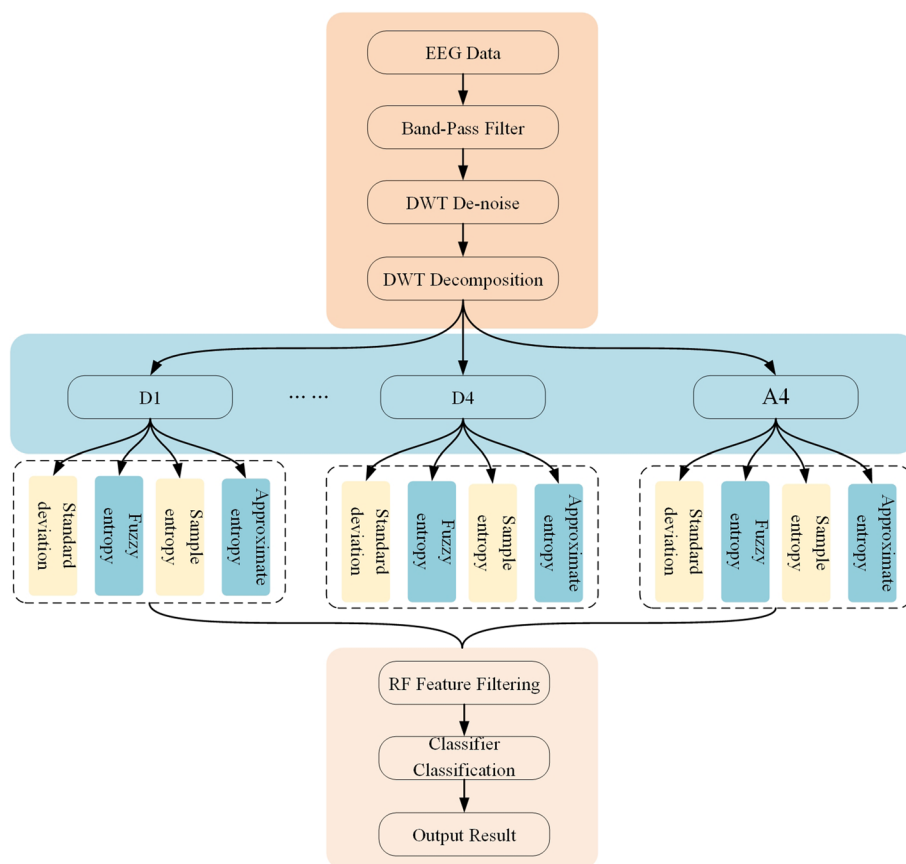 EEG Data
Band-Pass Filter
DWT De-noise
DWT Decomposition
D1
... ...
D4
A4
Standard
deviation
Fuzzy
entropy
Sample
entropy
Approximate
entropy
Standard
deviation
Fuzzy
entropy
Sample
entropy
Approximate
entropy
Standard
deviation
Fuzzy
entropy
Sample
entropy
Approximate
entropy
RF Feature Filtering
Classifier
Classification
Output Result